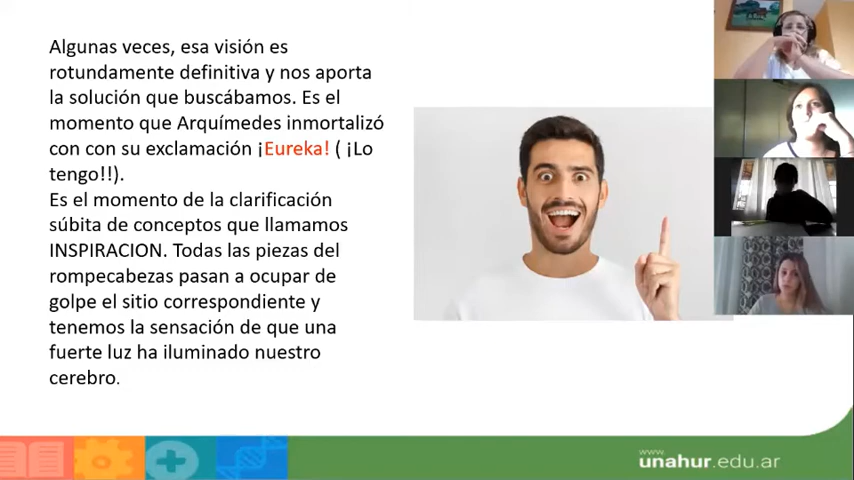 Algunas veces, esa visión es
rotundamente definitiva y nos aporta
la solución que buscábamos. Es el
momento que Arquímedes inmortalizó
con con su exclamación ¡Eureka! ( ¡Lo
tengo!!).
Es el momento de la clarificación
súbita de conceptos que llamamos
INSPIRACION. Todas las piezas del
rompecabezas pasan a ocupar de
golpe el sitio correspondiente y
tenemos la sensación de que una
fuerte luz ha iluminado nuestro
cerebro.
www.
unahur.edu.ar